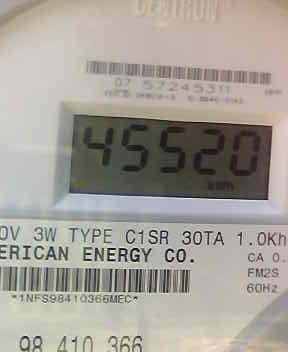 CENTRON
07 57245311
45520
0V 3W TYPE C1SR 30TA 1.0Kh
ERICAN ENERGY CO.
CA 0.
FM2S
*1NFS98410366MEC*
60Hz
98 410 366